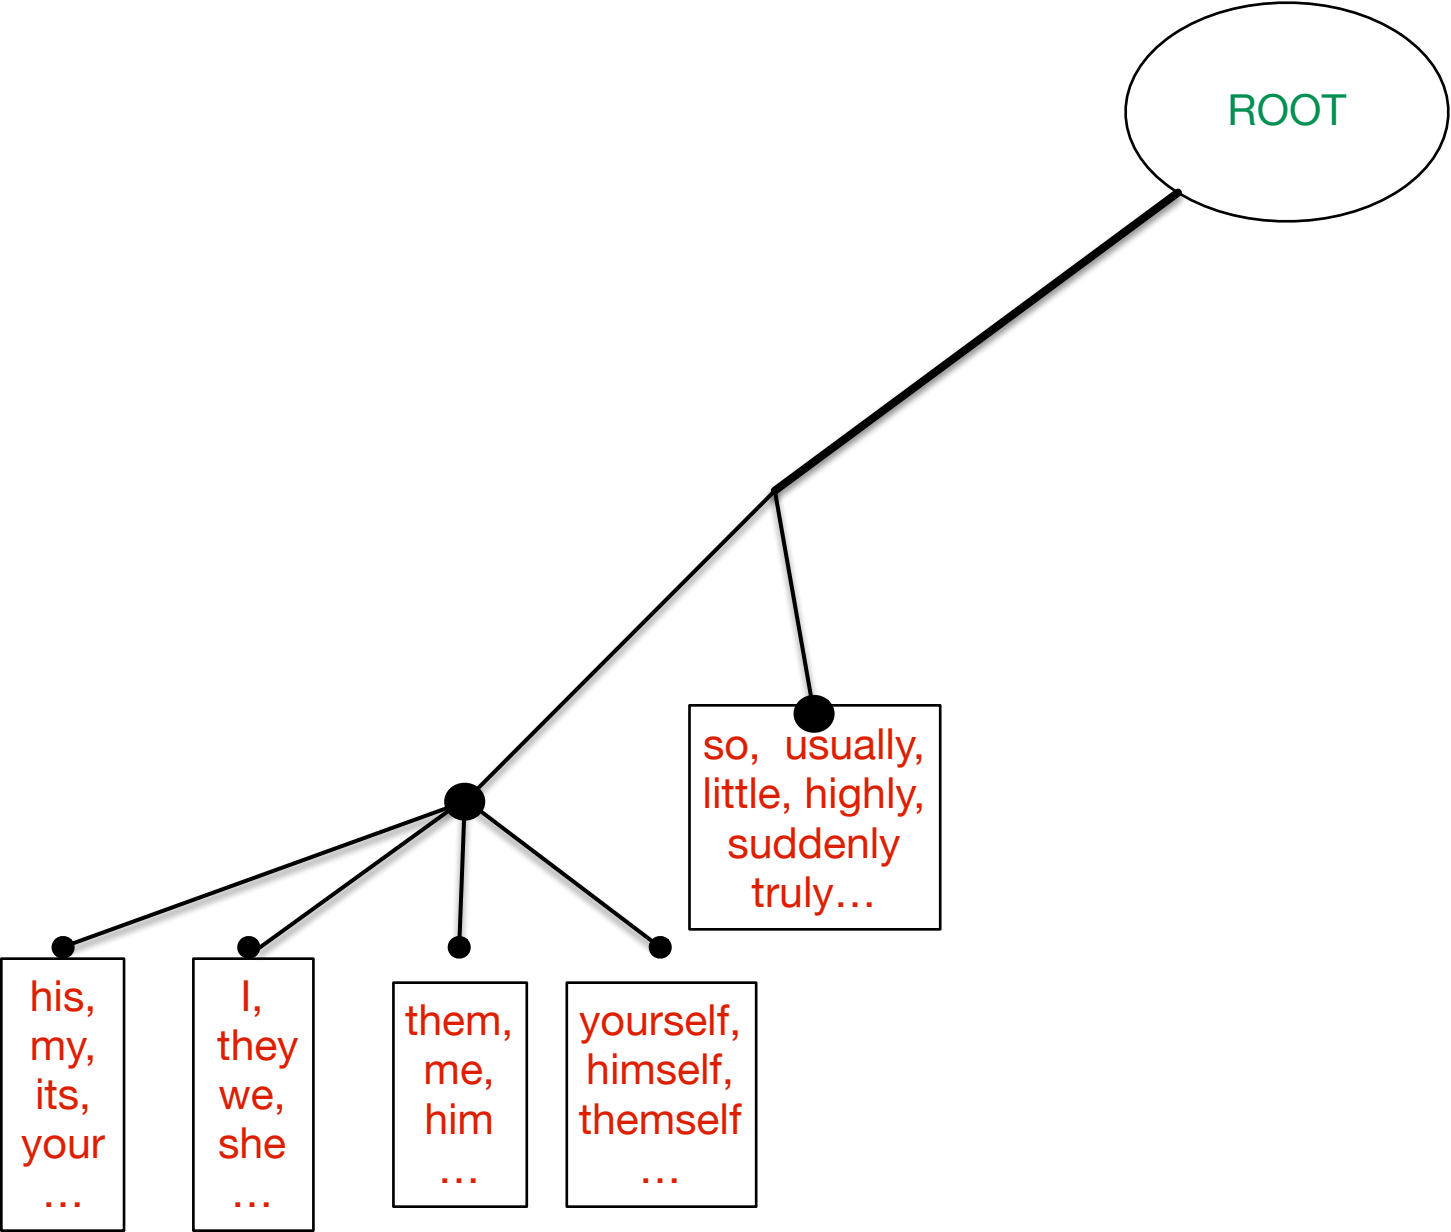 ROOT
so, usually,
little, highly,
suddenly
truly…
his,
my,
its,
your
…
I,
they
we,
she
…
them,
me,
him
…
yourself,
himself,
themself
…